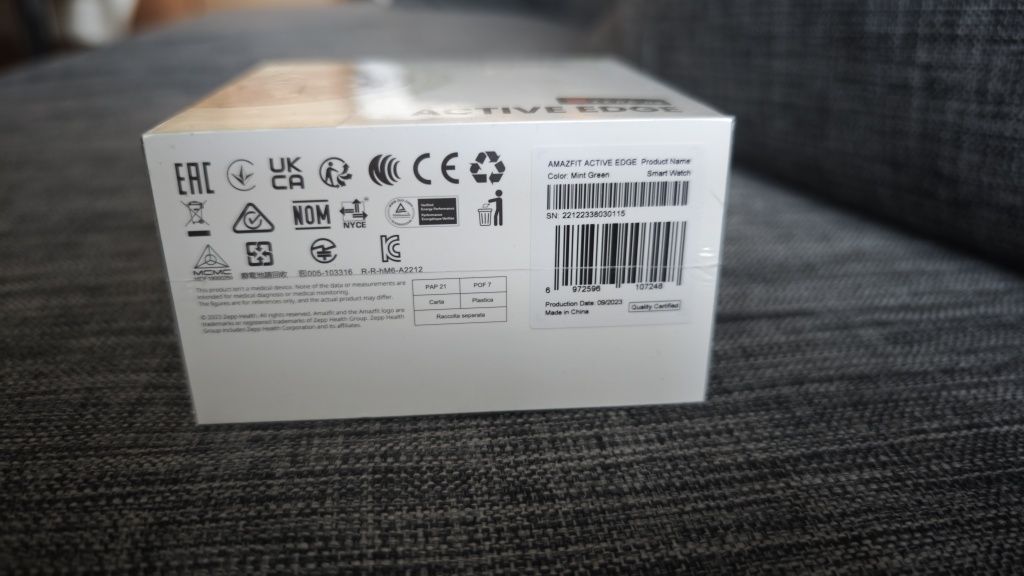 ACTIVE EDGE
EAC
UK
CA
CE
NOM
NYCE
MCMC
R-R-hM6-A2212
005-103316
This product isn't a medical device. None of the data or measurements are
intended for medical diagnosis or medical monitoring.
The figures are for references only, and the actual product may differ.
© 2023 Zepp Health. All rights reserved. Amazfit and the Amazfit logo are
trademarks or registered trademarks of Zepp Health Group. Zepp Health
Group includes Zepp Health Corporation and its affiliates.
PAP 21 POF 7
Carta Plastica
Raccolta separata
AMAZFIT ACTIVE EDGE Product Name
Color: Mint Green Smart Watch
SN: 22122338030115
6 972596 107248
Production Date: 09/2023
Made in China
Quality Certified